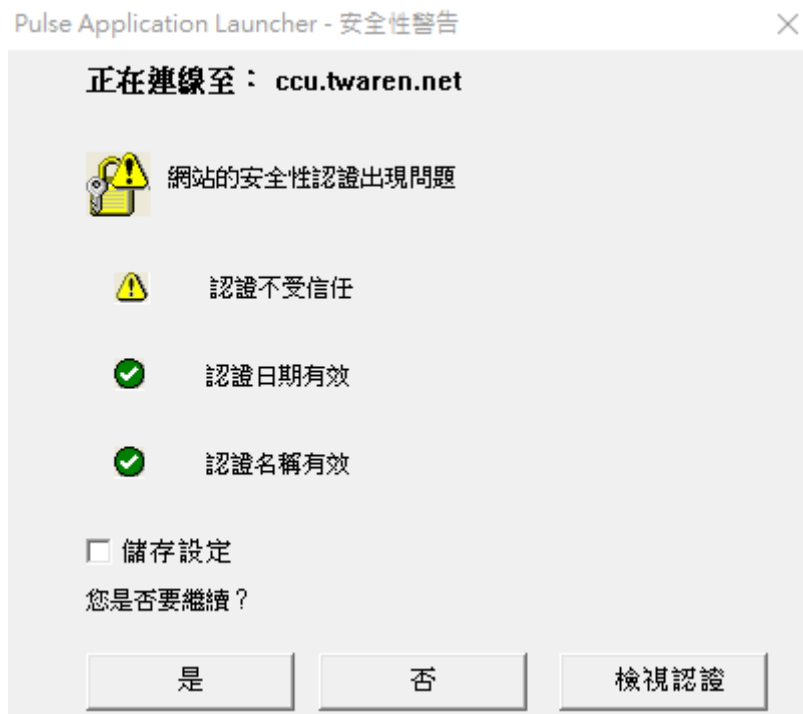 Pulse Application Launcher - 安全性警告
正在連線至： ccu.twaren.net
網站的安全性認證出現問題
認證不受信任
認證日期有效
認證名稱有效
儲存設定
您是否要繼續？
是
否
檢視認證